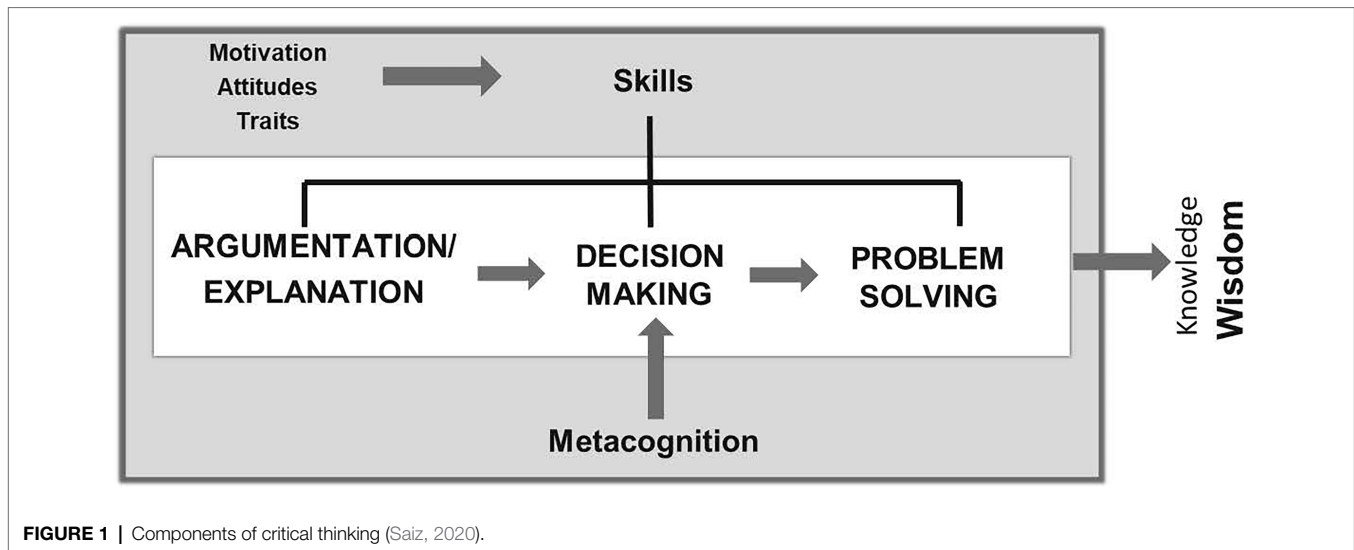 Motivation
Attitudes
Traits
Skills
ARGUMENTATION/
EXPLANATION
DECISION
MAKING
PROBLEM
SOLVING
Metacognition
Knowledge
Wisdom
FIGURE 1 | Components of critical thinking (Saiz, 2020).